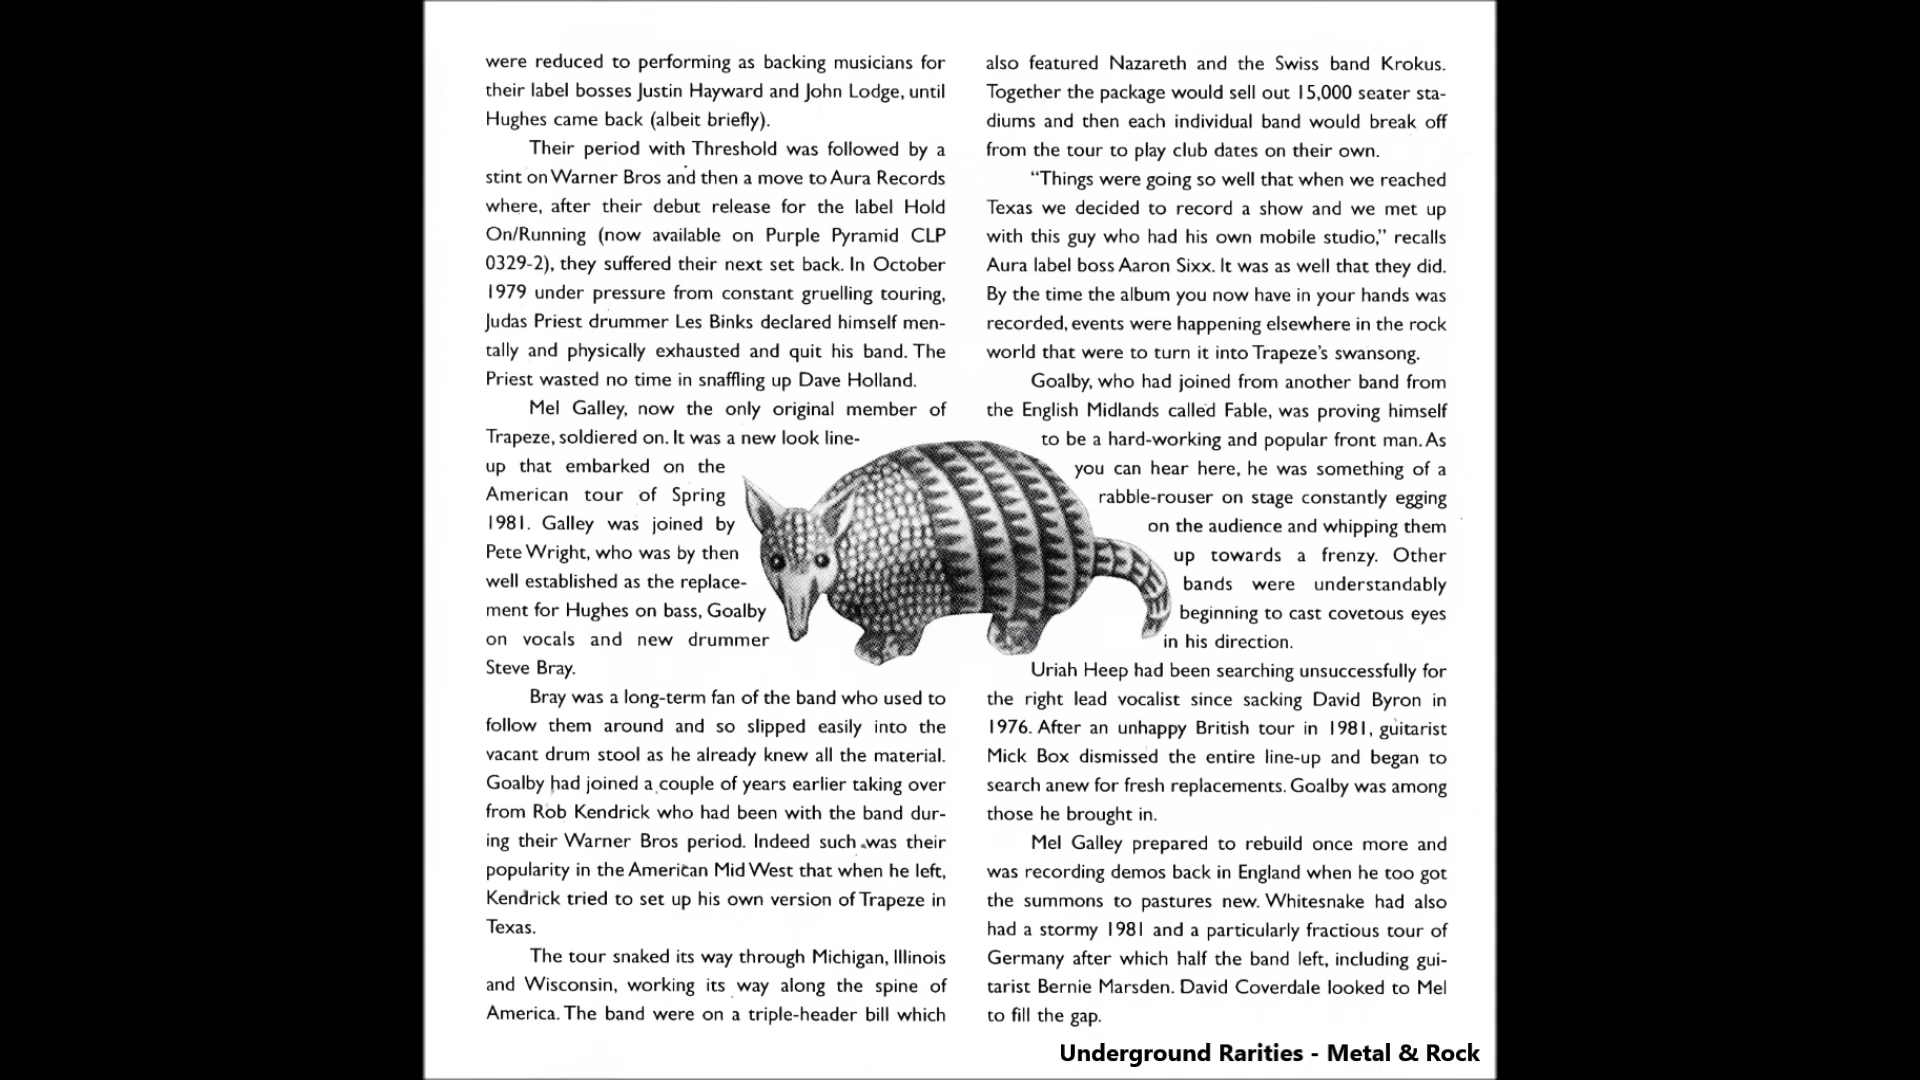 were reduced to performing as backing musicians for
their label bosses Justin Hayward and John Lodge, until
Hughes came back (albeit briefly).
Their period with Threshold was followed by a
stint on Warner Bros and then a move to Aura Records
where, after their debut release for the label Hold
On/Running (now available on Purple Pyramid CLP
0329-2), they suffered their next set back. In October
1979 under pressure from constant gruelling touring,
Judas Priest drummer Les Binks declared himself men-
tally and physically exhausted and quit his band. The
Priest wasted no time in snaffling up Dave Holland.
Mel Galley, now the only original member of
Trapeze, soldiered on. It was a new look line-
up that embarked on the
American tour of Spring
1981. Galley was joined by
Pete Wright, who was by then
well established as the replace-
ment for Hughes on bass, Goalby
on vocals and new drummer
Steve Bray.
Bray was a long-term fan of the band who used to
follow them around and so slipped easily into the
vacant drum stool as he already knew all the material.
Goalby had joined a couple of years earlier taking over
from Rob Kendrick who had been with the band dur-
ing their Warner Bros period. Indeed such was their
popularity in the American Mid West that when he left,
Kendrick tried to set up his own version of Trapeze in
Texas.
The tour snaked its way through Michigan, Illinois
and Wisconsin, working its way along the spine of
America. The band were on a triple-header bill which
also featured Nazareth and the Swiss band Krokus.
Together the package would sell out 15,000 seater sta-
diums and then each individual band would break off
from the tour to play club dates on their own.
“Things were going so well that when we reached
Texas we decided to record a show and we met up
with this guy who had his own mobile studio,” recalls
Aura label boss Aaron Sixx. It was as well that they did.
By the time the album you now have in your hands was
recorded, events were happening elsewhere in the rock
world that were to turn it into Trapeze’s swansong.
Goalby, who had joined from another band from
the English Midlands called Fable, was proving himself
to be a hard-working and popular front man. As
you can hear here, he was something of a
rabble-rouser on stage constantly egging
on the audience and whipping them
up towards a frenzy. Other
bands were understandably
beginning to cast covetous eyes
in his direction.
Uriah Heep had been searching unsuccessfully for
the right lead vocalist since sacking David Byron in
1976. After an unhappy British tour in 1981, guitarist
Mick Box dismissed the entire line-up and began to
search anew for fresh replacements. Goalby was among
those he brought in.
Mel Galley prepared to rebuild once more and
was recording demos back in England when he too got
the summons to pastures new. Whitesnake had also
had a stormy 1981 and a particularly fractious tour of
Germany after which half the band left, including gui-
tarist Bernie Marsden. David Coverdale looked to Mel
to fill the gap.
Underground Rarities - Metal & Rock